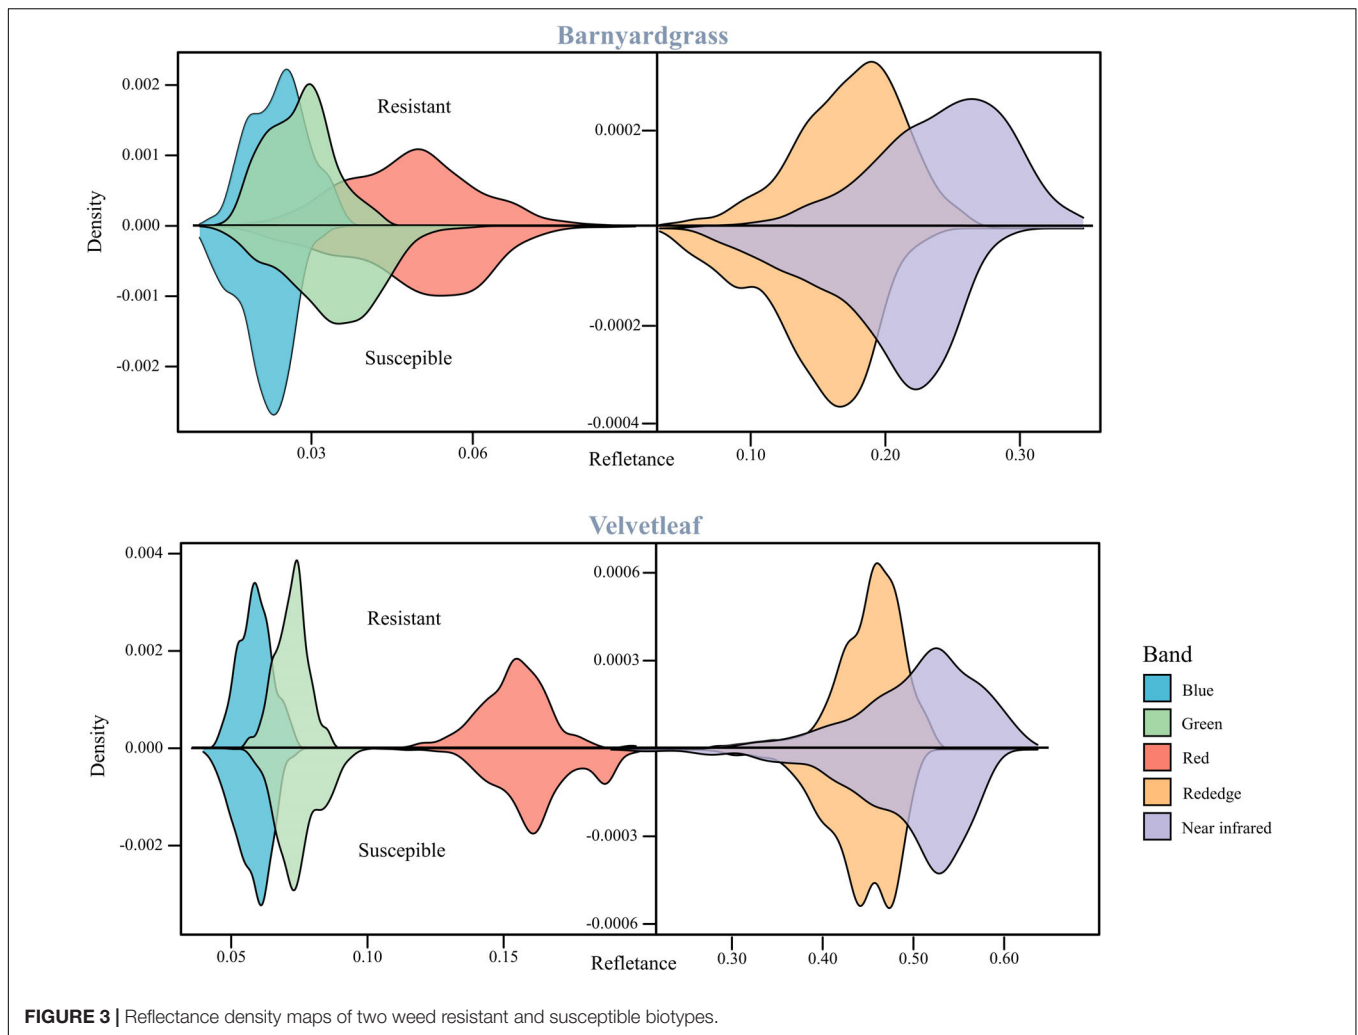 Barnyardgrass
0.002
0.001
0.000
-0.001
-0.002
Density
Resistant
Suscepible
0.0002
-0.0002
-0.0004
0.03
0.06
Refletance
0.10
0.20
0.30
Velvetleaf
0.004
0.002
0.000
-0.002
Density
Resistant
Suscepible
0.0006
0.0003
-0.0003
-0.0006
0.05
0.10
0.15
Refletance
0.30
0.40
0.50
0.60
Band
Blue
Green
Red
Rededge
Near infrared
FIGURE 3 | Reflectance density maps of two weed resistant and susceptible biotypes.